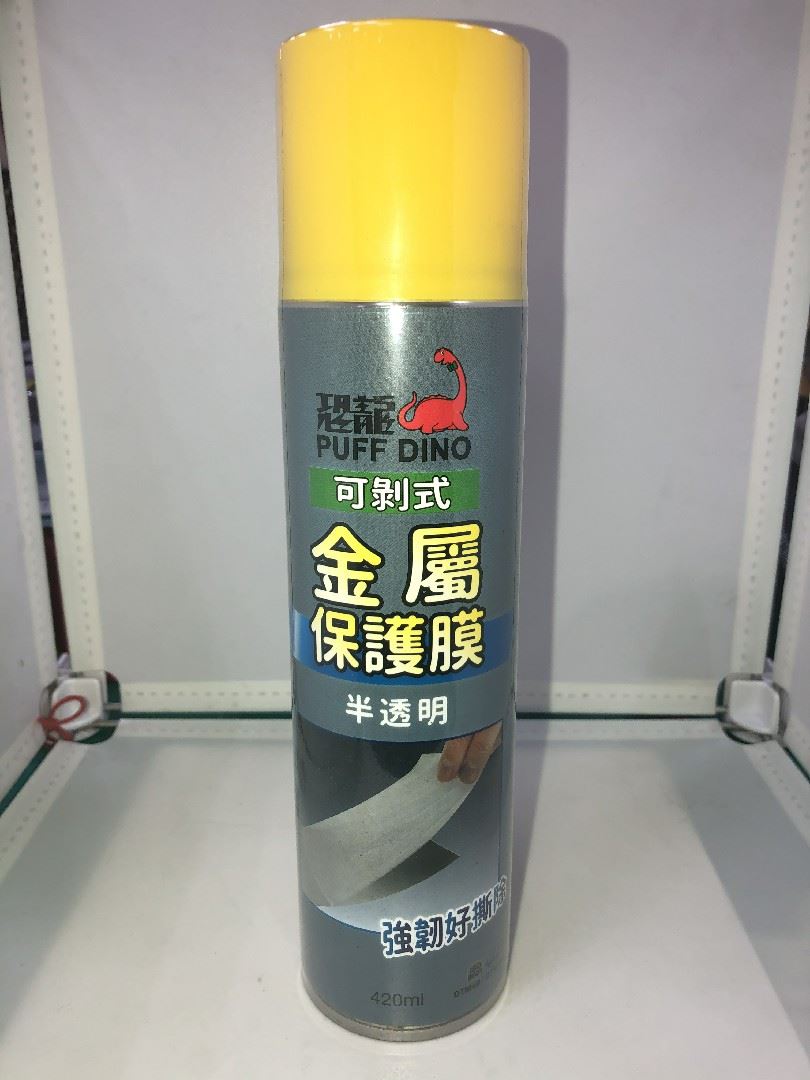 恐龍
PUFF DINO
可剝式
金屬
保護膜
半透明
強韌好撕除
420ml